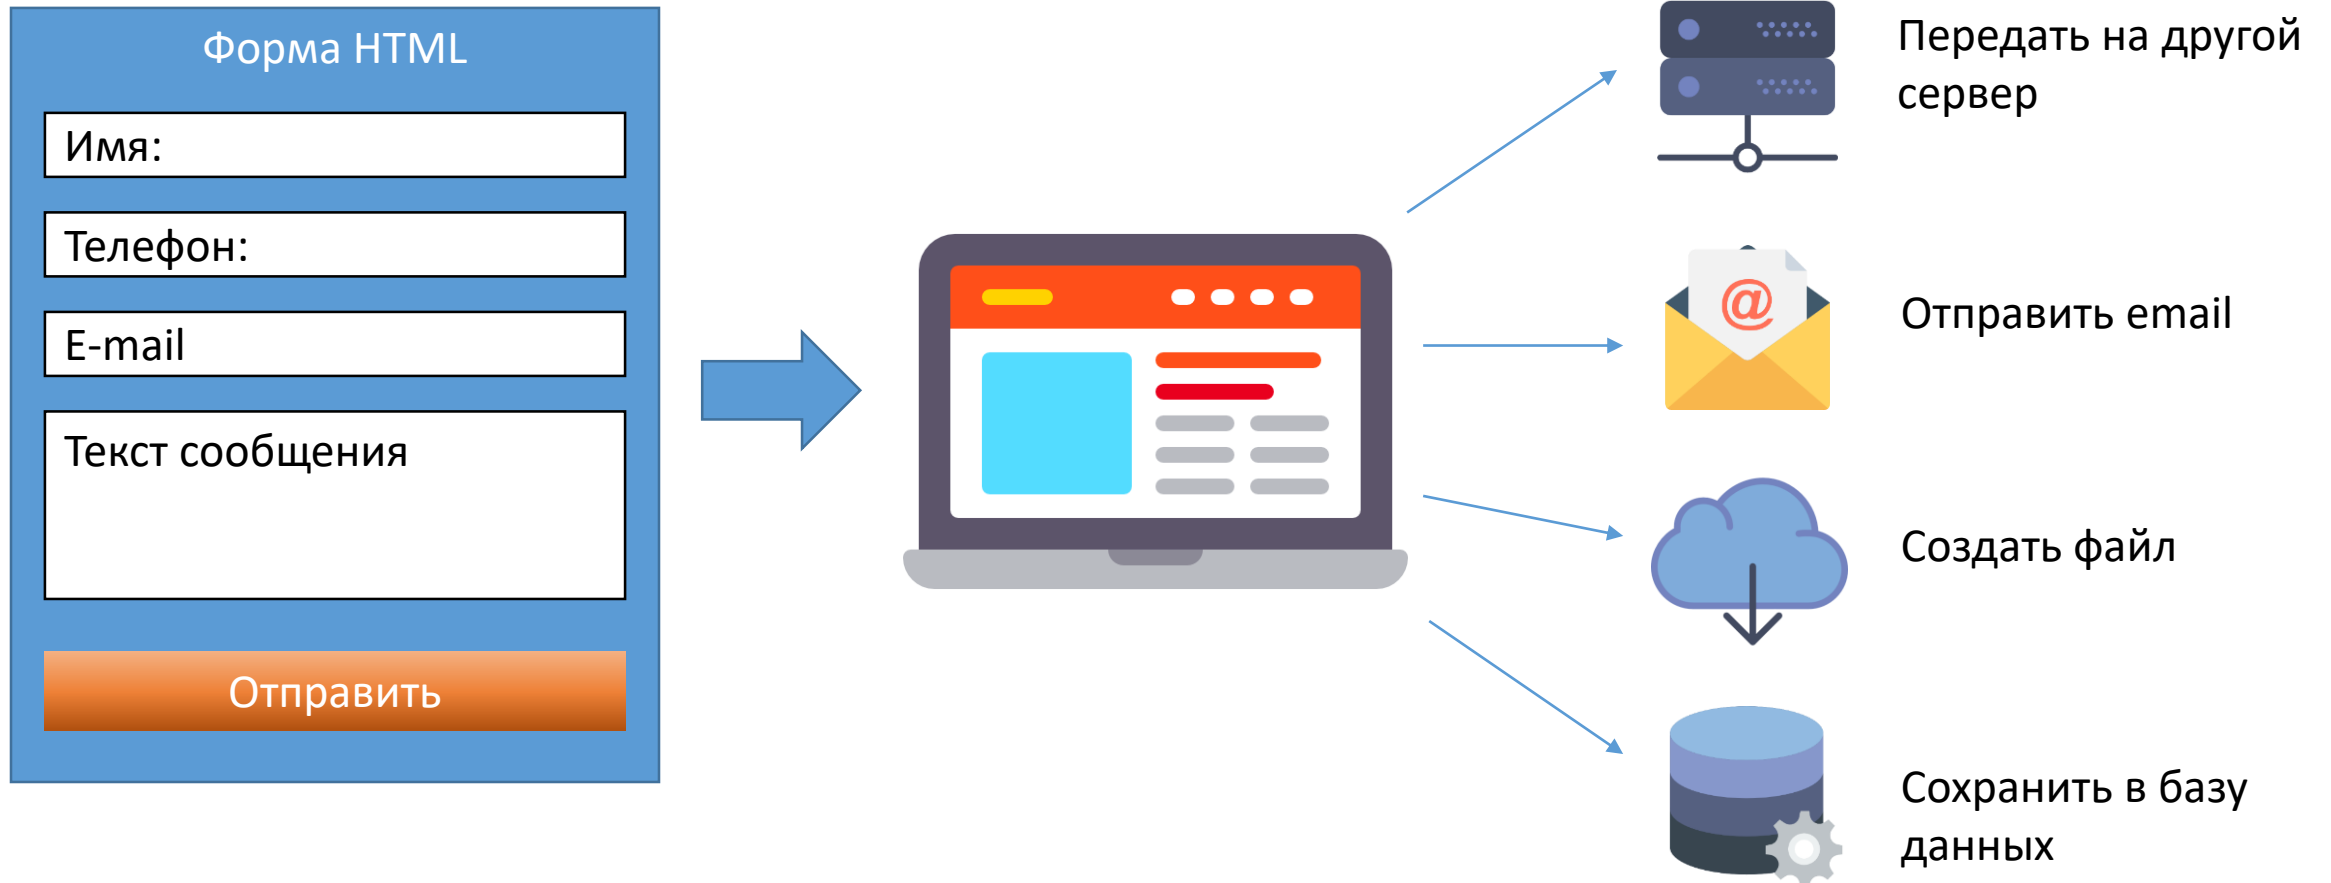 Форма HTML
Имя:
Телефон:
E-mail
Текст сообщения
Отправить
Передать на другой
сервер
@
Отправить email
Создать файл
Сохранить в базу
данных